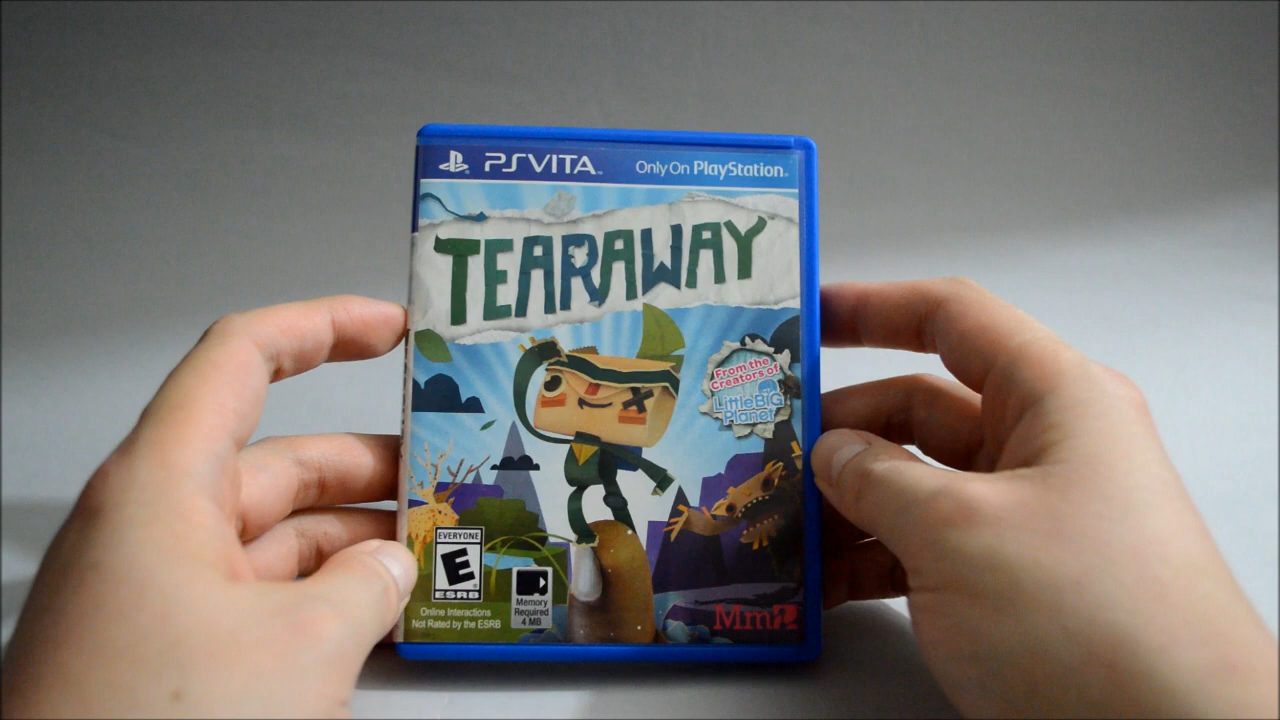 PSVITA™
Only On PlayStation®
TEARAWAY
From the
Creators of
LittleBIG
Planet
EVERYONE
E
ESRB
Memory
Required
4 MB
Online Interactions
Not Rated by the ESRB
Mm